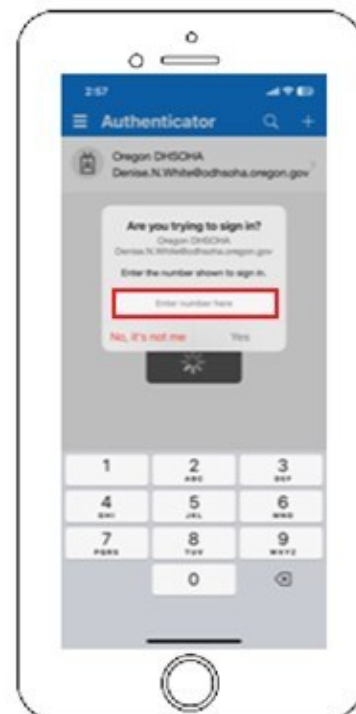 2:57
Authenticator
Oregon DHSOHA
Denise.N.White@odhsoha.oregon.gov
Are you trying to sign in?
Oregon DHSOHA
Denise.N.White@odhsoha.oregon.gov
Enter the number shown to sign in.
Enter number here
No, it's not me Yes
1 2 3
ABC DEF
4 5 6
GHI JKL MNO
7 8 9
PQRS TUV WXYZ
0